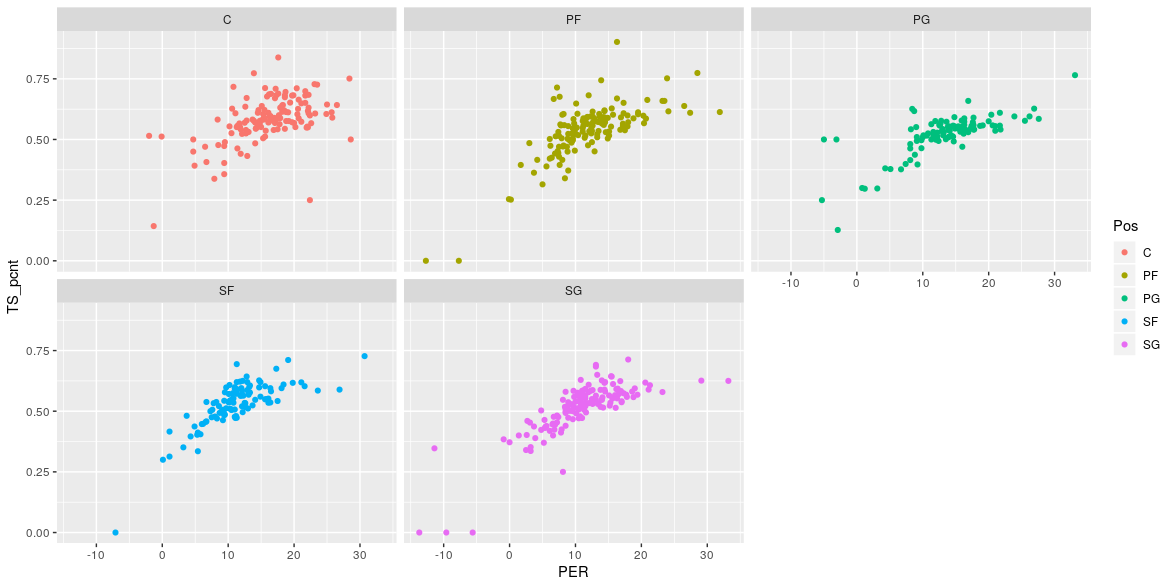 C PF PG
0.75
0.50
0.25
0.00
-10 0 10 20 30
TS_pcnt
SF SG
0.75
0.50
0.25
0.00
-10 0 10 20 30 -10 0 10 20 30
PER
Pos
C
PF
PG
SF
SG